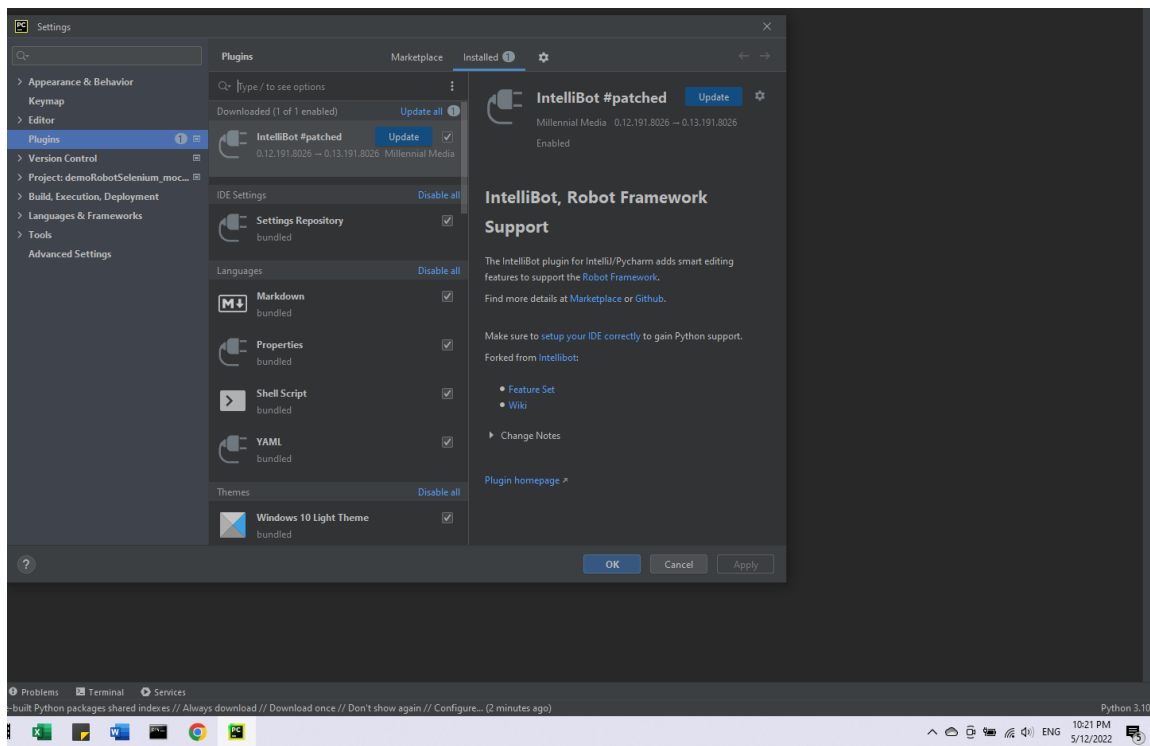 PC Settings
Plugins
Marketplace
Installed 1
Appearance & Behavior
Keymap
Editor
Plugins 1
Version Control
Project: demoRobotSelenium_moc...
Build, Execution, Deployment
Languages & Frameworks
Tools
Advanced Settings
Type / to see options
Downloaded (1 of 1 enabled) Update all 1
IntelliBot #patched Update
0.12.191.8026 → 0.13.191.8026 Millennial Media
IDE Settings Disable all
Settings Repository
bundled
Languages Disable all
Markdown
bundled
Properties
bundled
Shell Script
bundled
YAML
bundled
Themes Disable all
Windows 10 Light Theme
bundled
IntelliBot #patched Update
Millennial Media 0.12.191.8026 → 0.13.191.8026
Enabled
IntelliBot, Robot Framework
Support
The IntelliBot plugin for IntelliJ/Pycharm adds smart editing
features to support the Robot Framework.
Find more details at Marketplace or Github.
Make sure to setup your IDE correctly to gain Python support.
Forked from Intellibot:
• Feature Set
• Wiki
Change Notes
Plugin homepage ↗
? OK Cancel Apply
Problems Terminal Services
-built Python packages shared indexes // Always download // Download once // Don't show again // Configure... (2 minutes ago) Python 3.10
ENG
10:21 PM
5/12/2022
5